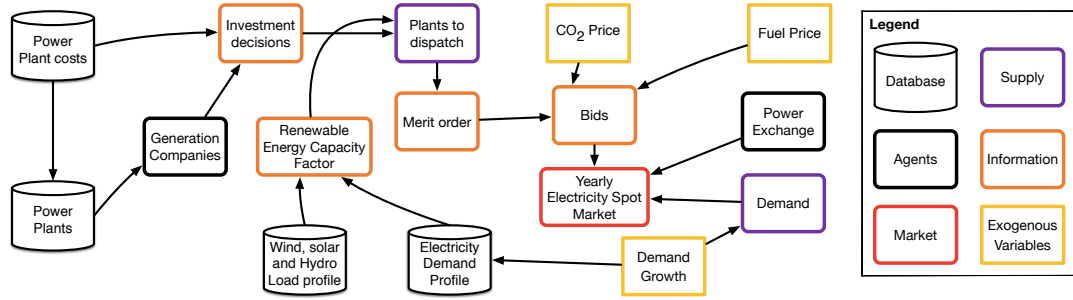 Power
Plant costs
Investment
decisions
Plants to
dispatch
CO2 Price
Fuel Price
Generation
Companies
Renewable
Energy Capacity
Factor
Merit order
Bids
Power
Exchange
Power
Plants
Yearly
Electricity Spot
Market
Demand
Wind, solar
and Hydro
Load profile
Electricity
Demand
Profile
Demand
Growth
Legend
Database
Supply
Agents
Information
Market
Exogenous
Variables